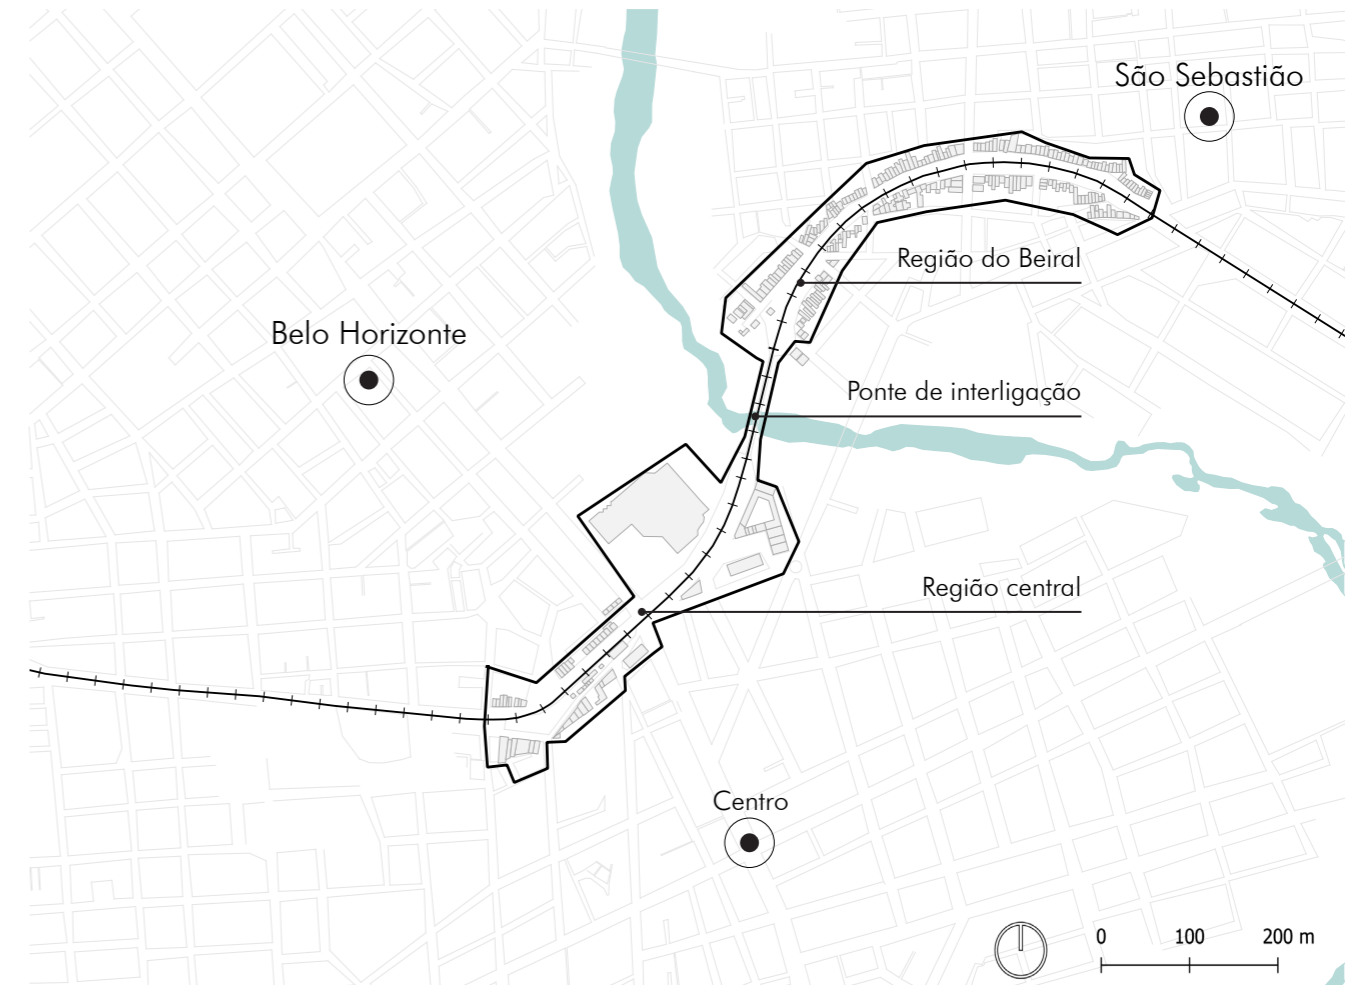 São Sebastião
Região do Beiral
Belo Horizonte
Ponte de interligação
Região central
Centro
0 100 200 m